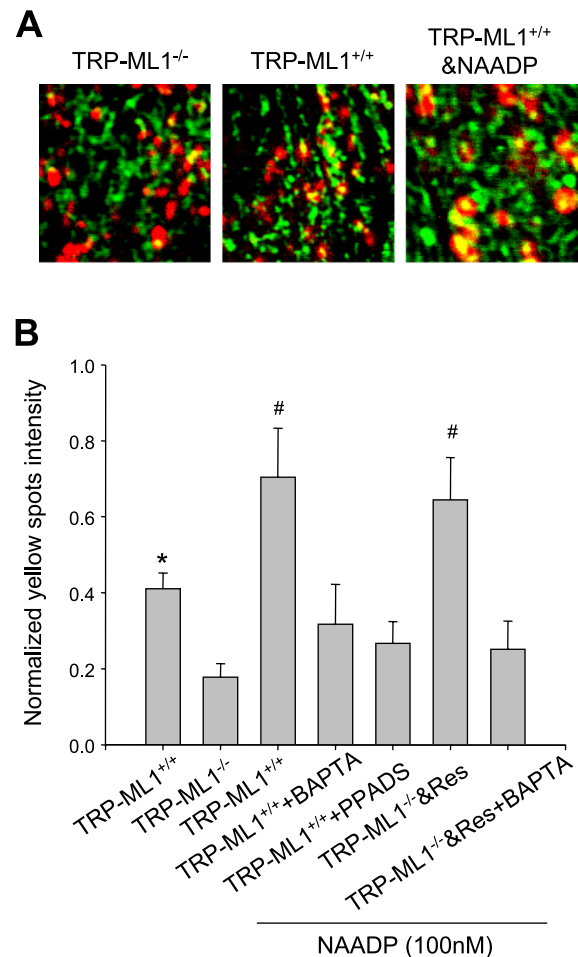 A
TRP-ML1-/-
TRP-ML1+/+
TRP-ML1+/+
&NAADP
B
Normalized yellow spots intensity
1.0
0.8
0.6
0.4
0.2
0.0
*
#
#
TRP-ML1+/+
TRP-ML1-/-
TRP-ML1+/+
TRP-ML1+/++BAPTA
TRP-ML1+/++PPADS
TRP-ML1-/-&Res
TRP-ML1-/-&Res+BAPTA
NAADP (100nM)